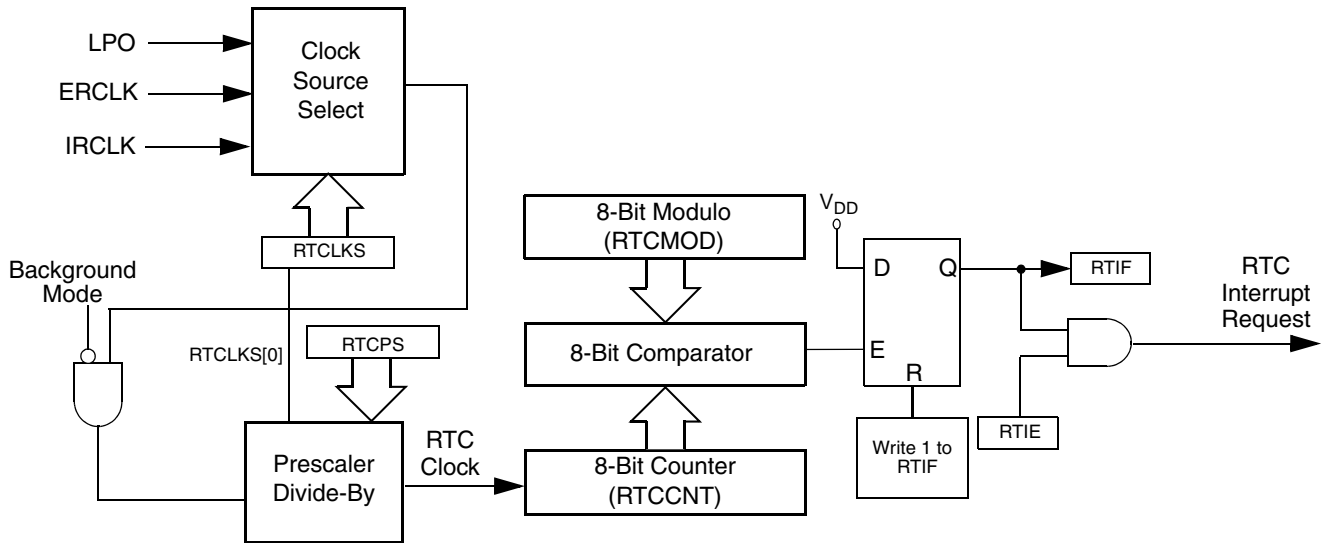 LPO
ERCLK
IRCLK
Clock
Source
Select
RTCLKS
Background
Mode
RTCLKS[0]
RTCPS
Prescaler
Divide-By
RTC
Clock
8-Bit Modulo
(RTCMOD)
8-Bit Comparator
8-Bit Counter
(RTCCNT)
VDD
D
Q
E
R
Write 1 to
RTIF
RTIF
RTIE
RTC
Interrupt
Request